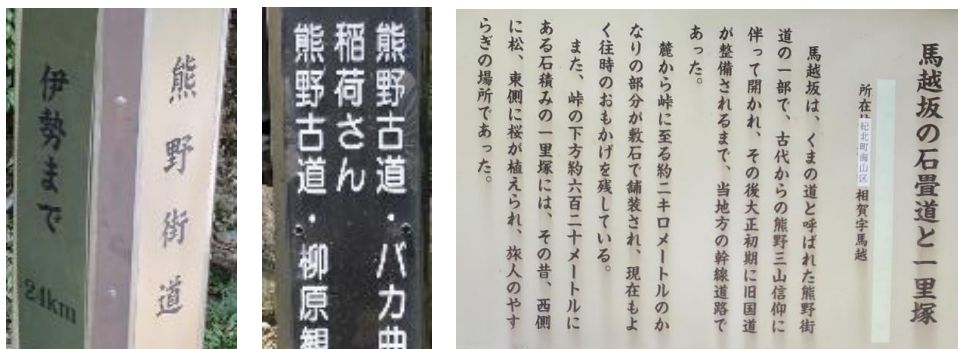 熊野街道
伊勢まで
24km
熊野古道・バカ曲
稲荷さん
熊野古道・柳原観
馬越坂の石畳道と一里塚
所在 紀北町海山区 相賀字馬越
馬越坂は、くまの道と呼ばれた熊野街
道の一部で、古代からの熊野三山信仰に
伴って開かれ、その後大正初期に旧国道
が整備されるまで、当地方の幹線道路で
あった。
麓から峠に至る約二キロメートルのか
なりの部分が敷石で舗装され、現在もよ
く往時のおもかげを残している。
また、峠の下方約六百二十メートルに
ある石積みの一里塚には、その昔、西側
に松、東側に桜が植えられ、旅人のやす
らぎの場所であった。